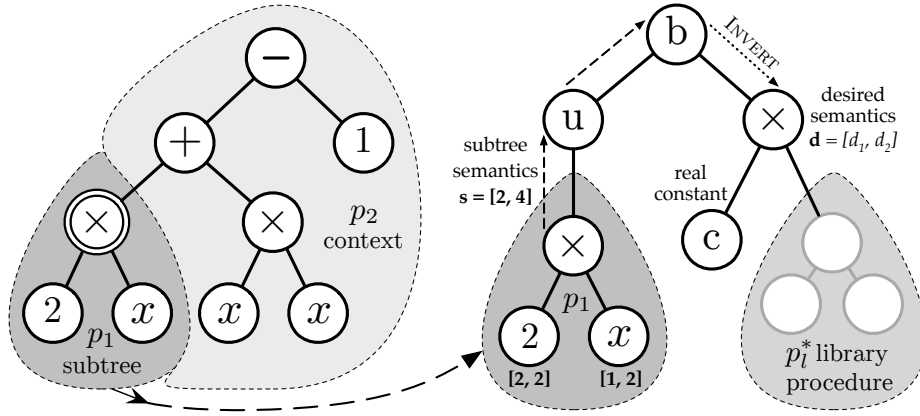 −
+
1
×
×
p₂
context
2
x
x
x
p₁
subtree
b
INVERT
u
×
desired
semantics
d = [d₁, d₂]
subtree
semantics
s = [2, 4]
real
constant
c
×
p₁
2
x
[2, 2]
[1, 2]
pₗ* library
procedure